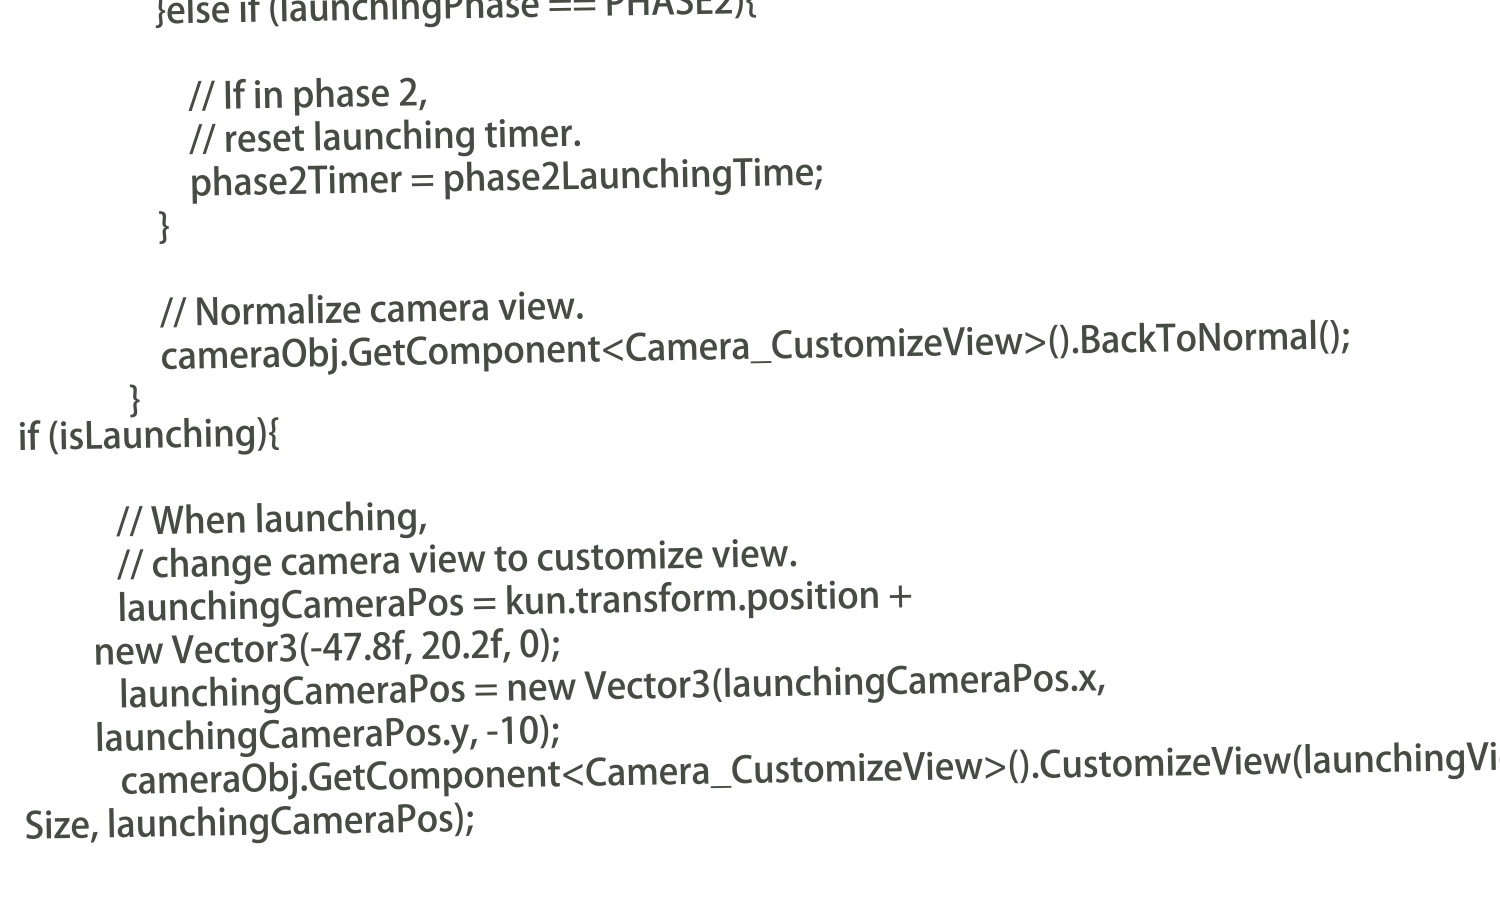 }else if (launchingPhase == PHASE2){
// If in phase 2,
// reset launching timer.
phase2Timer = phase2LaunchingTime;
}
// Normalize camera view.
cameraObj.GetComponent<Camera_CustomizeView>().BackToNormal();
}
if (isLaunching){
// When launching,
// change camera view to customize view.
launchingCameraPos = kun.transform.position +
new Vector3(-47.8f, 20.2f, 0);
launchingCameraPos = new Vector3(launchingCameraPos.x,
launchingCameraPos.y, -10);
cameraObj.GetComponent<Camera_CustomizeView>().CustomizeView(
Size, launchingCameraPos);